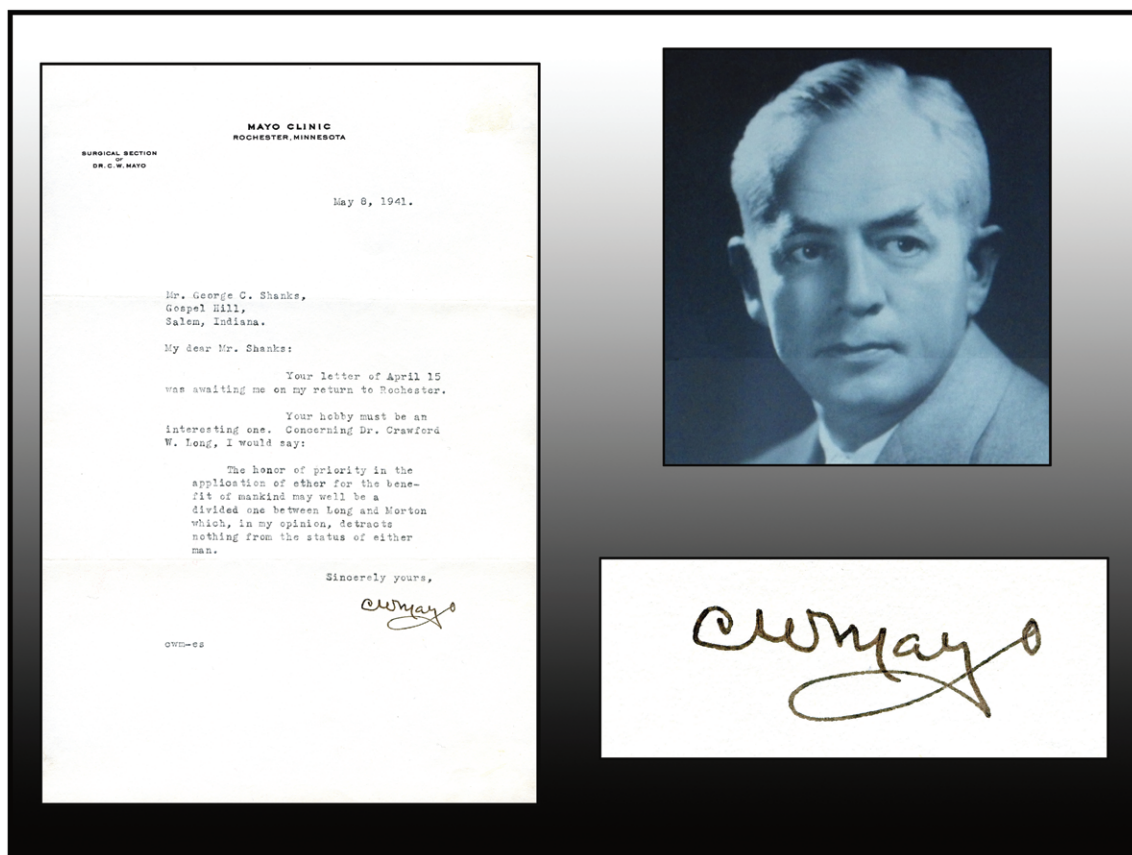 MAYO CLINIC
ROCHESTER, MINNESOTA
SURGICAL SECTION
OF
DR. C. W. MAYO
May 8, 1941.
Mr. George C. Shanks,
Gospel Hill,
Salem, Indiana.
My dear Mr. Shanks:
Your letter of April 15
was awaiting me on my return to Rochester.
Your hobby must be an
interesting one. Concerning Dr. Crawford
W. Long, I would say:
The honor of priority in the
application of ether for the bene-
fit of mankind may well be a
divided one between Long and Morton
which, in my opinion, detracts
nothing from the status of either
man.
Sincerely yours,
CWMayo
cwm-es
CWMayo